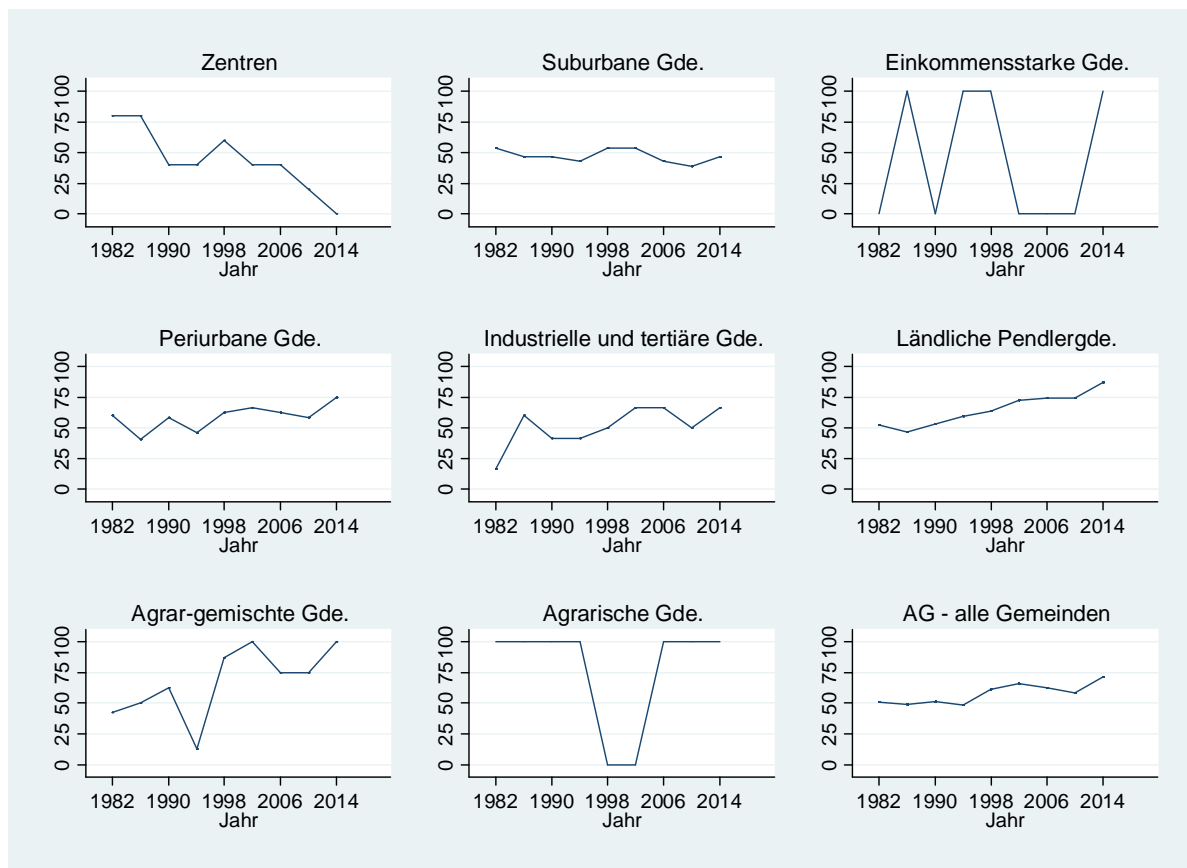 Zentren
100
75
50
25
0
1982 1990 1998 2006 2014
Jahr
Suburbane Gde.
100
75
50
25
0
1982 1990 1998 2006 2014
Jahr
Einkommensstarke Gde.
100
75
50
25
0
1982 1990 1998 2006 2014
Jahr
Periurbane Gde.
100
75
50
25
0
1982 1990 1998 2006 2014
Jahr
Industrielle und tertiäre Gde.
100
75
50
25
0
1982 1990 1998 2006 2014
Jahr
Ländliche Pendlergde.
100
75
50
25
0
1982 1990 1998 2006 2014
Jahr
Agrar-gemischte Gde.
100
75
50
25
0
1982 1990 1998 2006 2014
Jahr
Agrarische Gde.
100
75
50
25
0
1982 1990 1998 2006 2014
Jahr
AG - alle Gemeinden
100
75
50
25
0
1982 1990 1998 2006 2014
Jahr